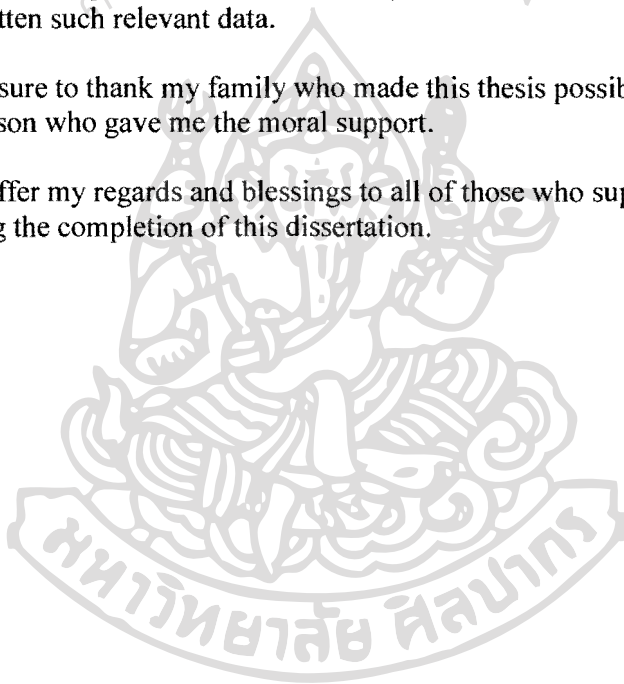 tten such relevant data.
sure to thank my family who made this thesis possib
son who gave me the moral support.
ffer my regards and blessings to all of those who sup
g the completion of this dissertation.
มหาวิทยาลัย ศิลปากร